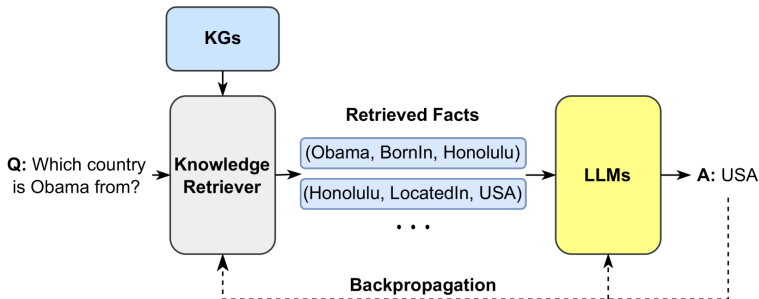 KGs
Q: Which country
is Obama from?
Knowledge
Retriever
Retrieved Facts
(Obama, BornIn, Honolulu)
(Honolulu, LocatedIn, USA)
. . .
LLMs
A: USA
Backpropagation